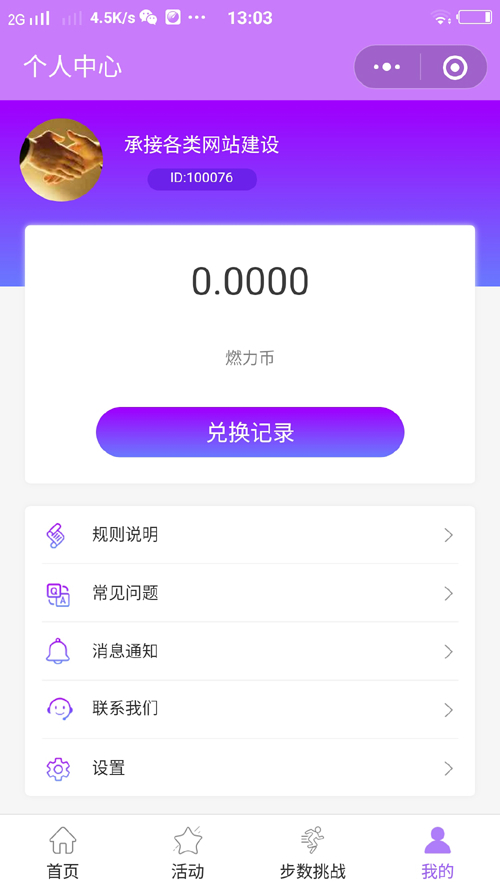 2G 4.5K/s 13:03
个人中心
承接各类网站建设
ID:100076
0.0000
燃力币
兑换记录
规则说明
Q A
常见问题
消息通知
联系我们
设置
首页 活动 步数挑战 我的